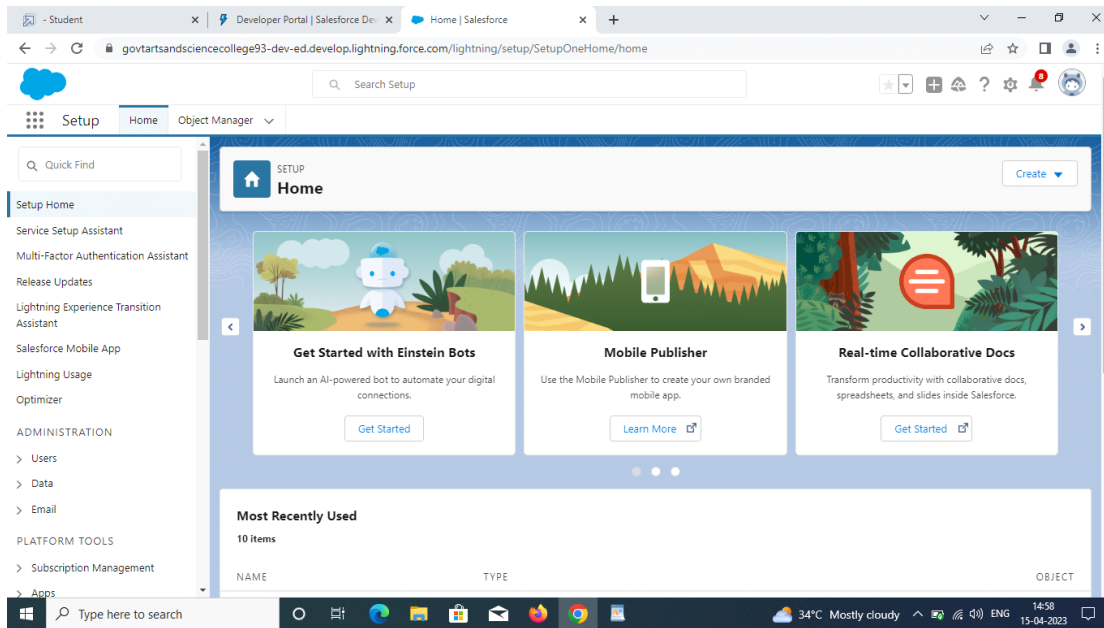 - Student
Developer Portal | Salesforce Dev
Home | Salesforce
govtartsandsciencecollege93-dev-ed.develop.lightning.force.com/lightning/setup/SetupOneHome/home
Search Setup
8
Setup
Home
Object Manager
Quick Find
Setup Home
Service Setup Assistant
Multi-Factor Authentication Assistant
Release Updates
Lightning Experience Transition
Assistant
Salesforce Mobile App
Lightning Usage
Optimizer
ADMINISTRATION
Users
Data
Email
PLATFORM TOOLS
Subscription Management
Apps
SETUP
Home
Create
Get Started with Einstein Bots
Launch an AI-powered bot to automate your digital
connections.
Get Started
Mobile Publisher
Use the Mobile Publisher to create your own branded
mobile app.
Learn More
Real-time Collaborative Docs
Transform productivity with collaborative docs,
spreadsheets, and slides inside Salesforce.
Get Started
Most Recently Used
10 items
NAME TYPE OBJECT
Type here to search
34°C Mostly cloudy
ENG
14:58
15-04-2023